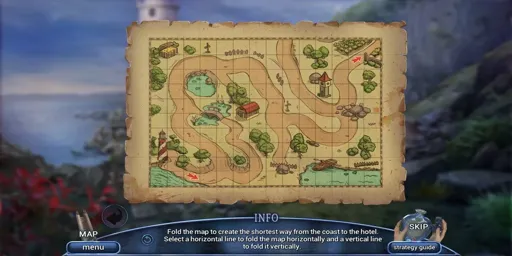 INFO
MAP
Fold the map to create the shortest way from the coast to the hotel.
SKIP
Select a horizontal line to fold the map horizontally and a vertical line
menu
to fold it vertically.
strategy guide